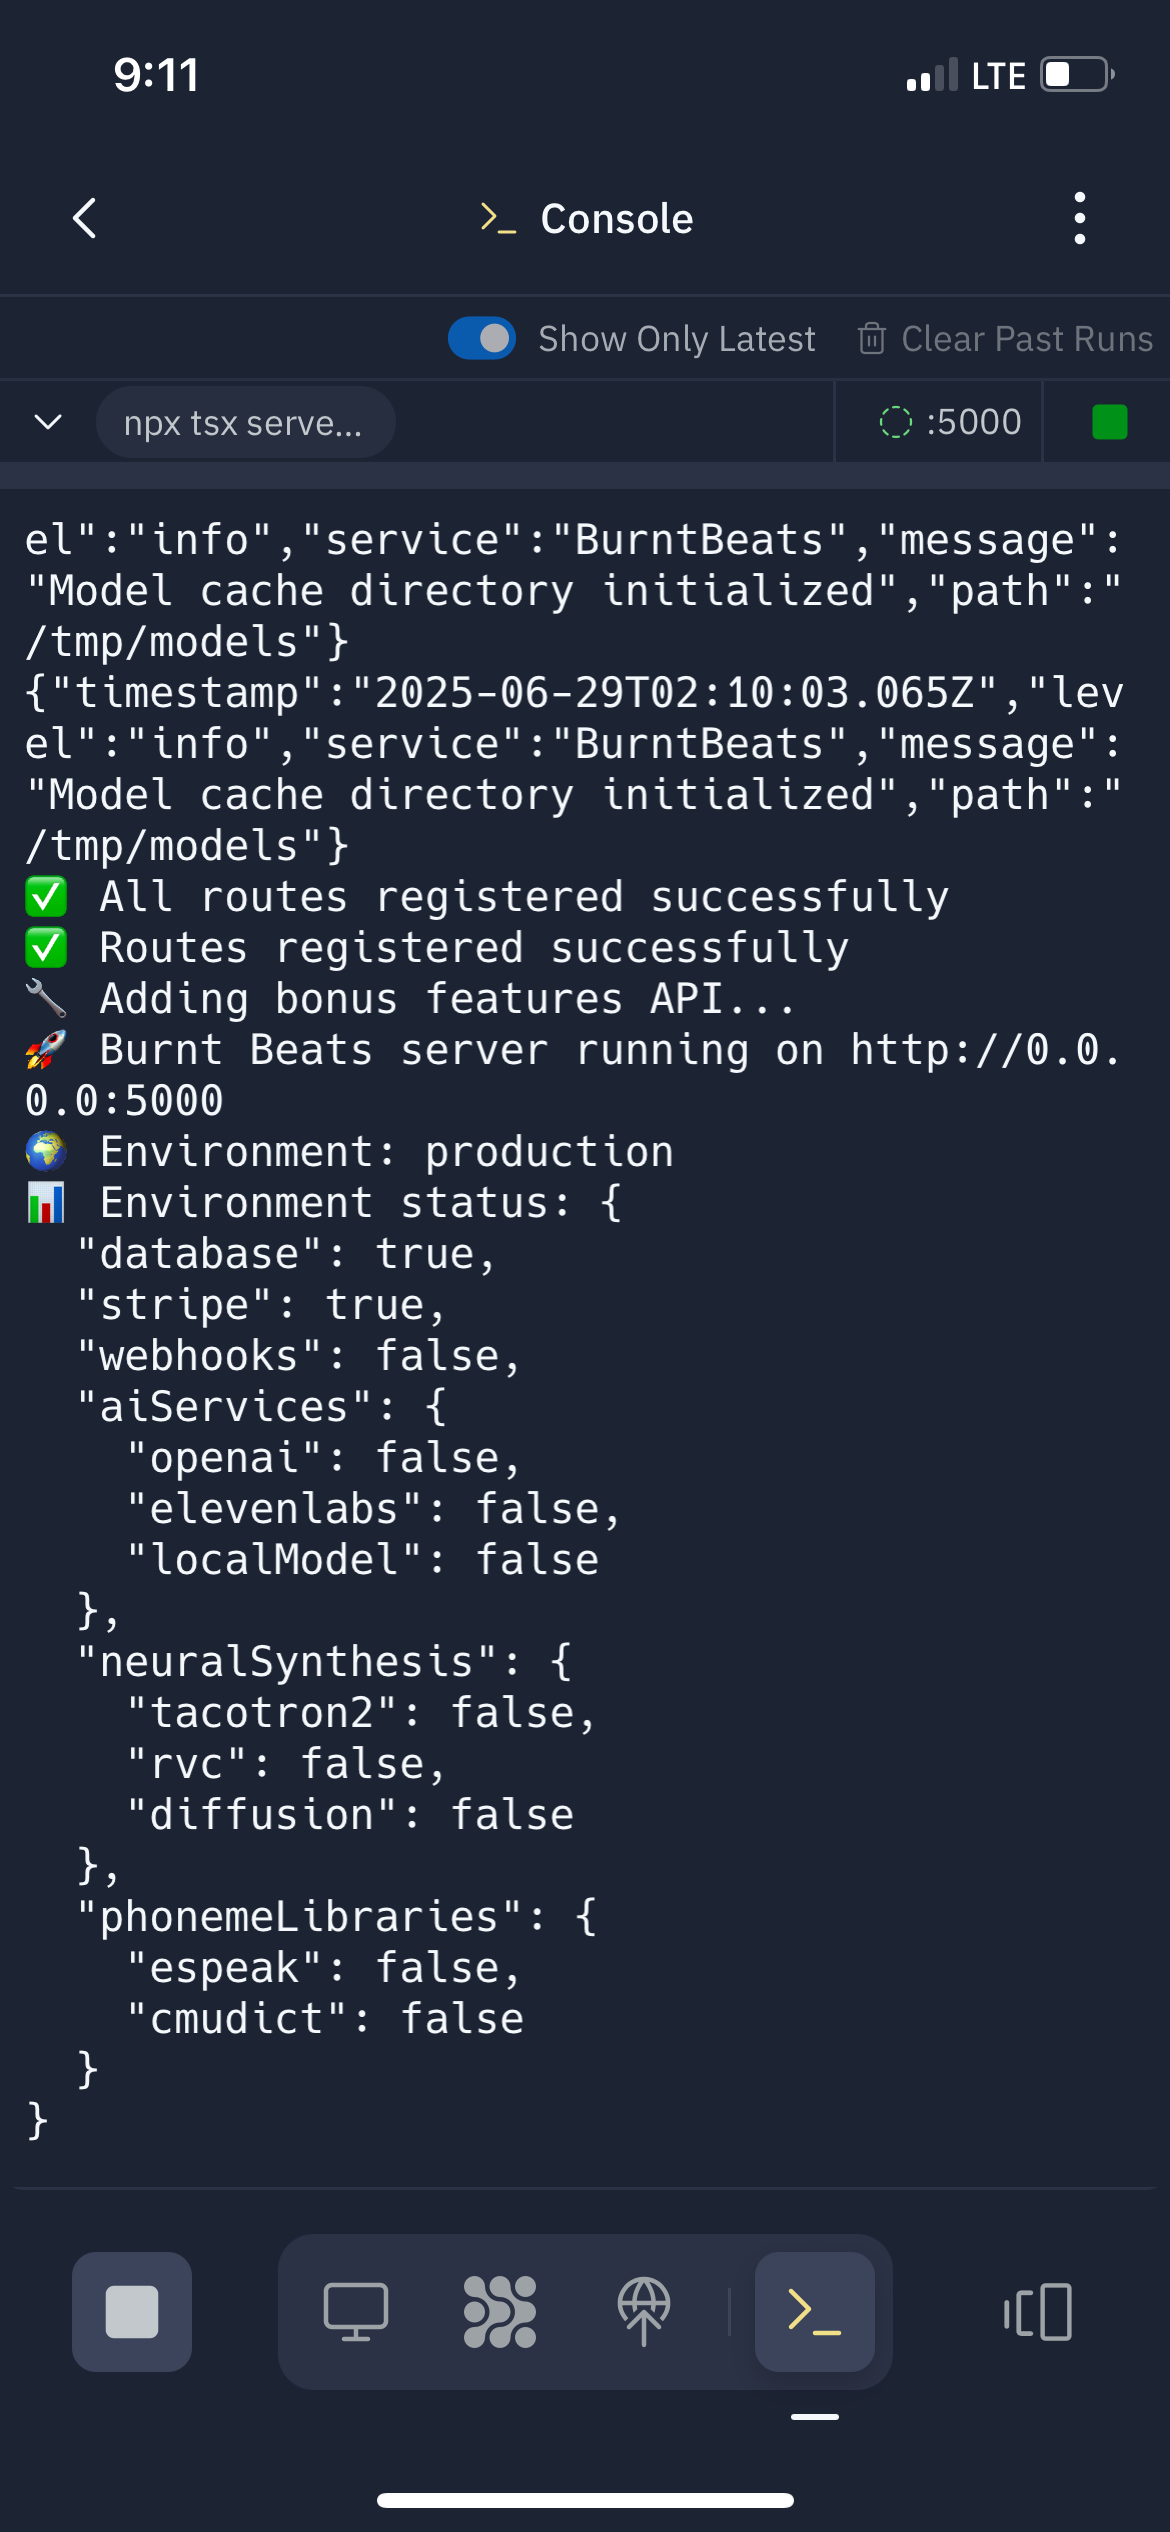 9:11
LTE
>_ Console
Show Only Latest
Clear Past Runs
npx tsx serve...
:5000
el":"info","service":"BurntBeats","message":
"Model cache directory initialized","path":"
/tmp/models"}
{"timestamp":"2025-06-29T02:10:03.065Z","lev
el":"info","service":"BurntBeats","message":
"Model cache directory initialized","path":"
/tmp/models"}
✅ All routes registered successfully
✅ Routes registered successfully
🔧 Adding bonus features API...
🚀 Burnt Beats server running on http://0.0.
0.0:5000
🌍 Environment: production
📊 Environment status: {
  "database": true,
  "stripe": true,
  "webhooks": false,
  "aiServices": {
    "openai": false,
    "elevenlabs": false,
    "localModel": false
  },
  "neuralSynthesis": {
    "tacotron2": false,
    "rvc": false,
    "diffusion": false
  },
  "phonemeLibraries": {
    "espeak": false,
    "cmudict": false
  }
}